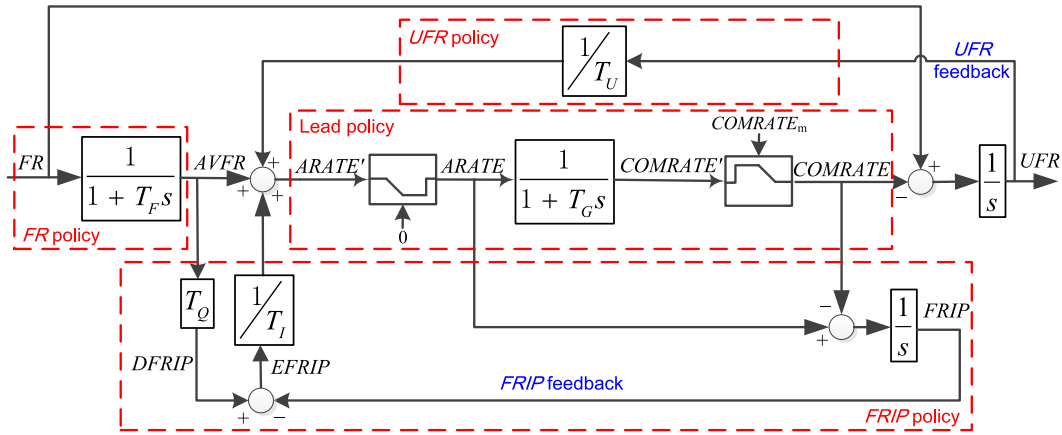 UFR policy
1/T_U
UFR
feedback
Lead policy
COMRATE_m
FR
1
1 + T_F s
AVFR
+
+
+
ARATE'
0
ARATE
1
1 + T_G s
COMRATE'
COMRATE
+
−
1
s
UFR
FR policy
T_Q
1/T_I
−
+
1
s
FRIP
DFRIP
EFRIP
FRIP feedback
+
−
FRIP policy